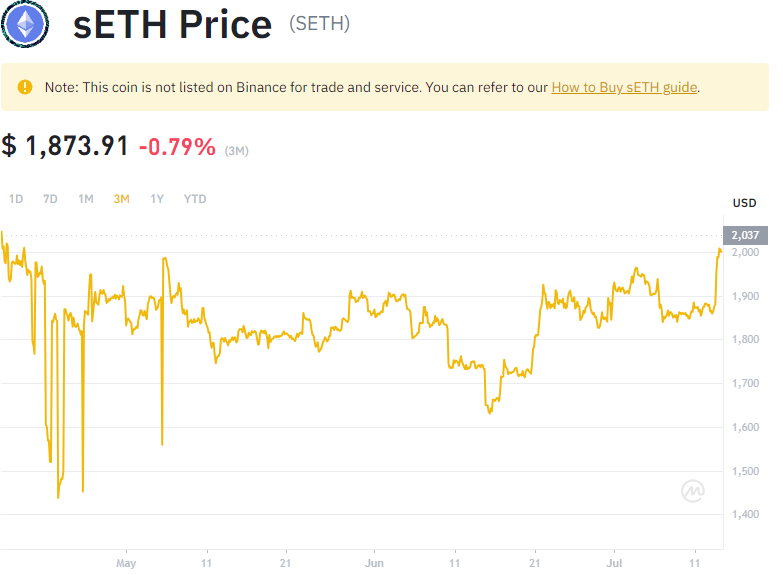 sETH Price (SETH)
Note: This coin is not listed on Binance for trade and service. You can refer to our How to Buy sETH guide.
$ 1,873.91 -0.79% (3M)
1D 7D 1M 3M 1Y YTD
USD
2,037
2,000
1,900
1,800
1,700
1,600
1,500
1,400
May 11 21 Jun 11 21 Jul 11